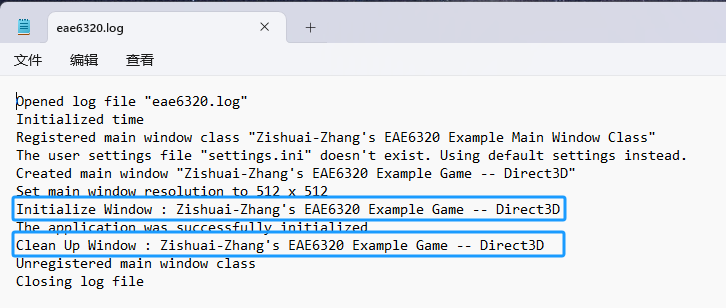 eae6320.log
文件 编辑 查看
Opened log file "eae6320.log"
Initialized time
Registered main window class "Zishuai-Zhang's EAE6320 Example Main Window Class"
The user settings file "settings.ini" doesn't exist. Using default settings instead.
Created main window "Zishuai-Zhang's EAE6320 Example Game -- Direct3D"
Set main window resolution to 512 x 512
Initialize Window : Zishuai-Zhang's EAE6320 Example Game -- Direct3D
The application was successfully initialized
Clean Up Window : Zishuai-Zhang's EAE6320 Example Game -- Direct3D
Unregistered main window class
Closing log file